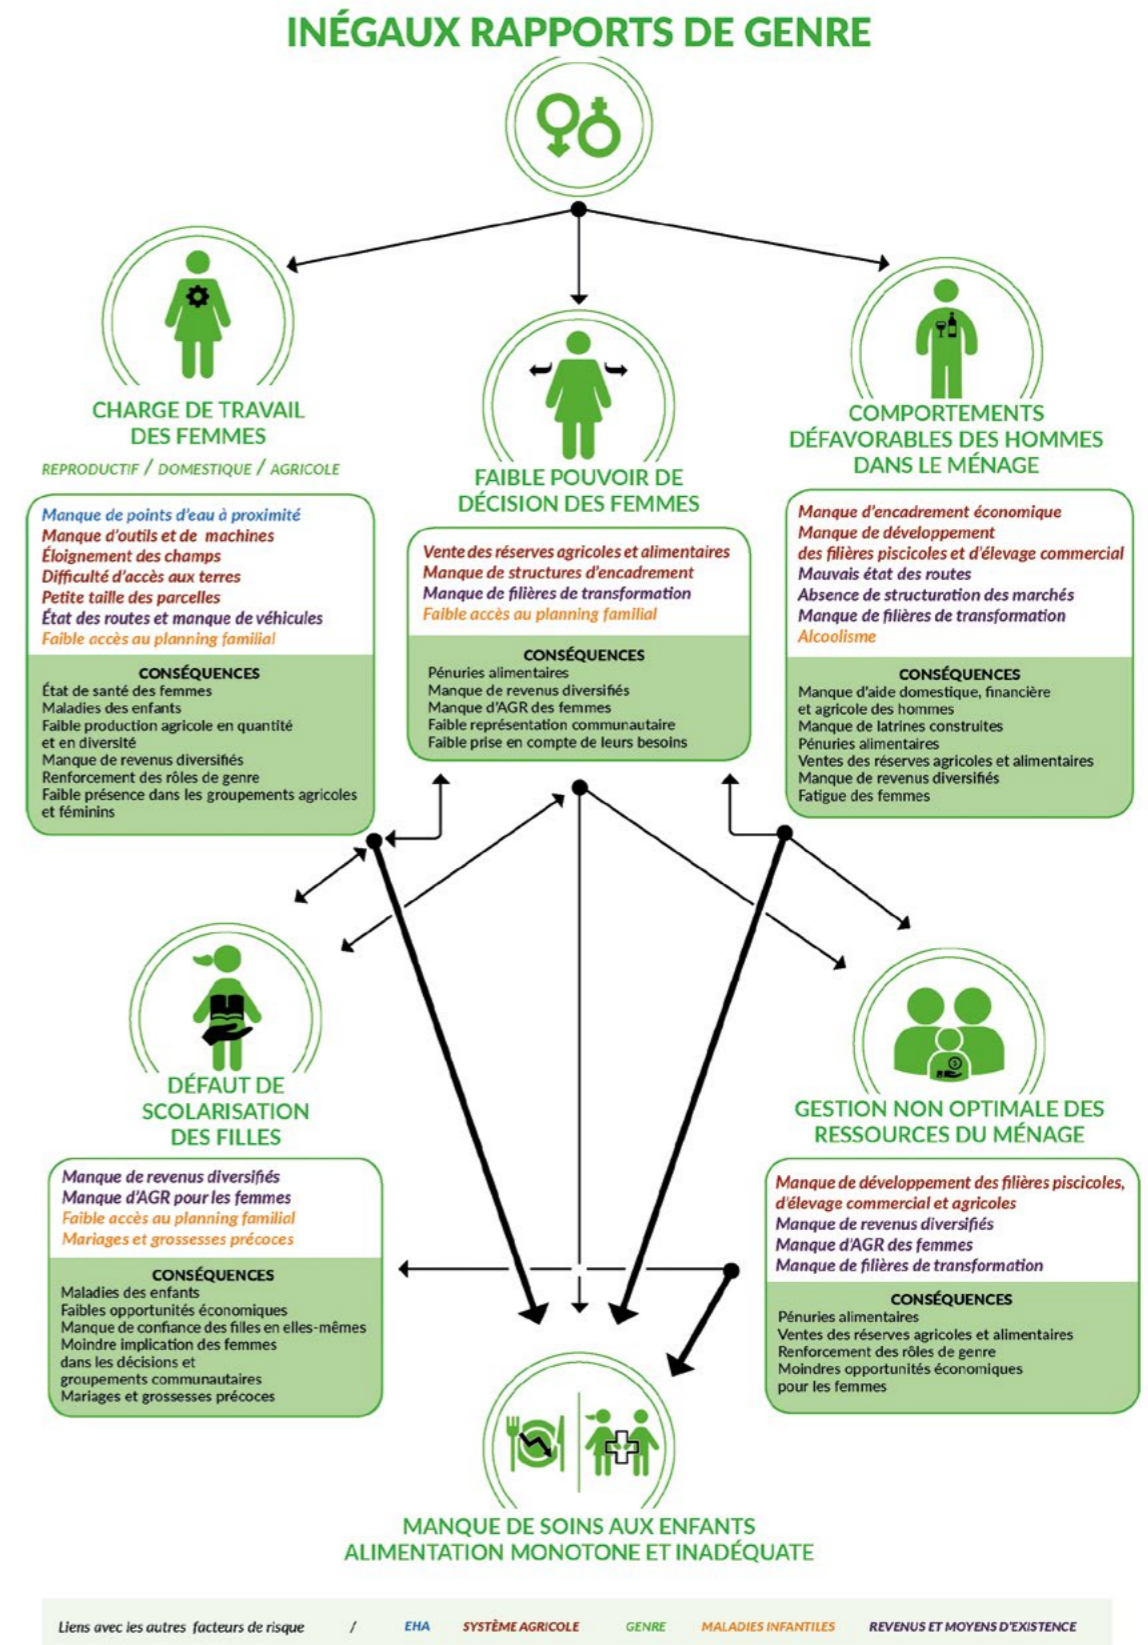 INÉGAUX RAPPORTS DE GENRE
CHARGE DE TRAVAIL
DES FEMMES
REPRODUCTIF / DOMESTIQUE / AGRICOLE
Manque de points d'eau à proximité
Manque d'outils et de machines
Éloignement des champs
Difficulté d'accès aux terres
Petite taille des parcelles
État des routes et manque de véhicules
Faible accès au planning familial
CONSÉQUENCES
État de santé des femmes
Maladies des enfants
Faible production agricole en quantité
et en diversité
Manque de revenus diversifiés
Renforcement des rôles de genre
Faible présence dans les groupements agricoles
et féminins
FAIBLE POUVOIR DE
DÉCISION DES FEMMES
Vente des réserves agricoles et alimentaires
Manque de structures d'encadrement
Manque de filières de transformation
Faible accès au planning familial
CONSÉQUENCES
Pénuries alimentaires
Manque de revenus diversifiés
Manque d'AGR des femmes
Faible représentation communautaire
Faible prise en compte de leurs besoins
COMPORTEMENTS
DÉFAVORABLES DES HOMMES
DANS LE MÉNAGE
Manque d'encadrement économique
Manque de développement
des filières piscicoles et d'élevage commercial
Mauvais état des routes
Absence de structuration des marchés
Manque de filières de transformation
Alcoolisme
CONSÉQUENCES
Manque d'aide domestique, financière
et agricole des hommes
Manque de latrines construites
Pénuries alimentaires
Ventes des réserves agricoles et alimentaires
Manque de revenus diversifiés
Fatigue des femmes
DÉFAUT DE
SCOLARISATION
DES FILLES
Manque de revenus diversifiés
Manque d'AGR pour les femmes
Faible accès au planning familial
Mariages et grossesses précoces
CONSÉQUENCES
Maladies des enfants
Faibles opportunités économiques
Manque de confiance des filles en elles-mêmes
Moindre implication des femmes
dans les décisions et
groupements communautaires
Mariages et grossesses précoces
GESTION NON OPTIMALE DES
RESSOURCES DU MÉNAGE
Manque de développement des filières piscicoles,
d'élevage commercial et agricoles
Manque de revenus diversifiés
Manque d'AGR des femmes
Manque de filières de transformation
CONSÉQUENCES
Pénuries alimentaires
Ventes des réserves agricoles et alimentaires
Renforcement des rôles de genre
Moindres opportunités économiques
pour les femmes
MANQUE DE SOINS AUX ENFANTS
ALIMENTATION MONOTONE ET INADÉQUATE
Liens avec les autres facteurs de risque / EHA SYSTÈME AGRICOLE GENRE MALADIES INFANTILES REVENUS ET MOYENS D'EXISTENCE